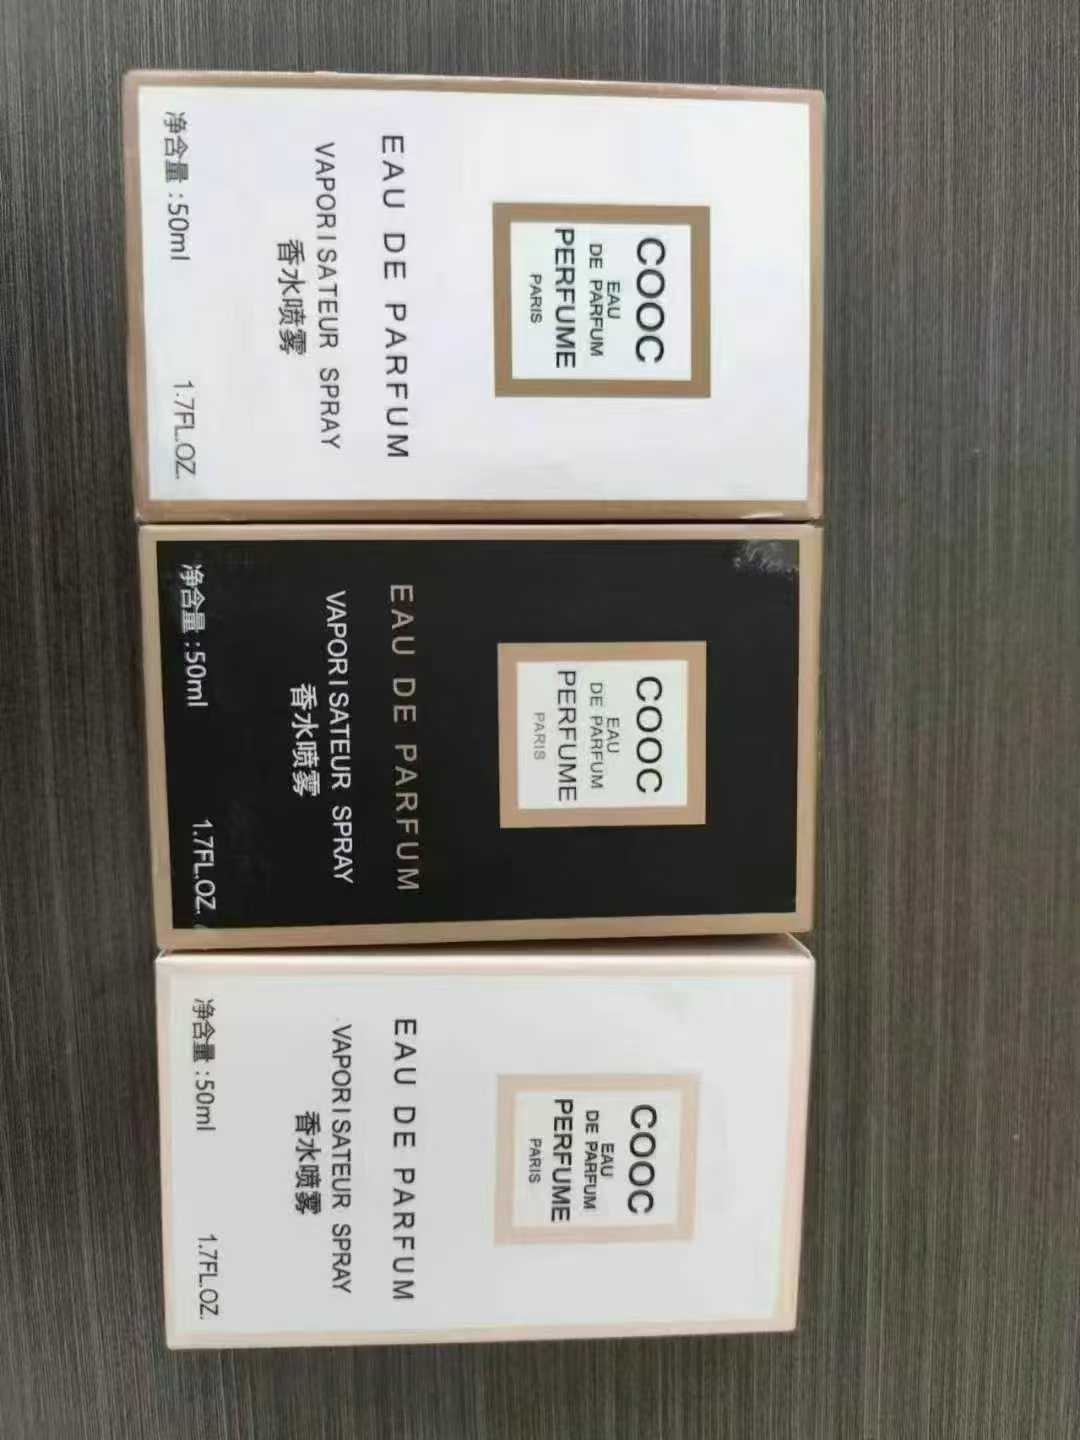 COOC
EAU
DE PARFUM
PERFUME
PARIS
EAU DE PARFUM
VAPORISATEUR SPRAY
香水喷雾
净含量:50ml 1.7FL.OZ.
COOC
EAU
DE PARFUM
PERFUME
PARIS
EAU DE PARFUM
VAPORISATEUR SPRAY
香水喷雾
净含量:50ml 1.7FL.OZ.
COOC
EAU
DE PARFUM
PERFUME
PARIS
EAU DE PARFUM
VAPORISATEUR SPRAY
香水喷雾
净含量:50ml 1.7FL.OZ.